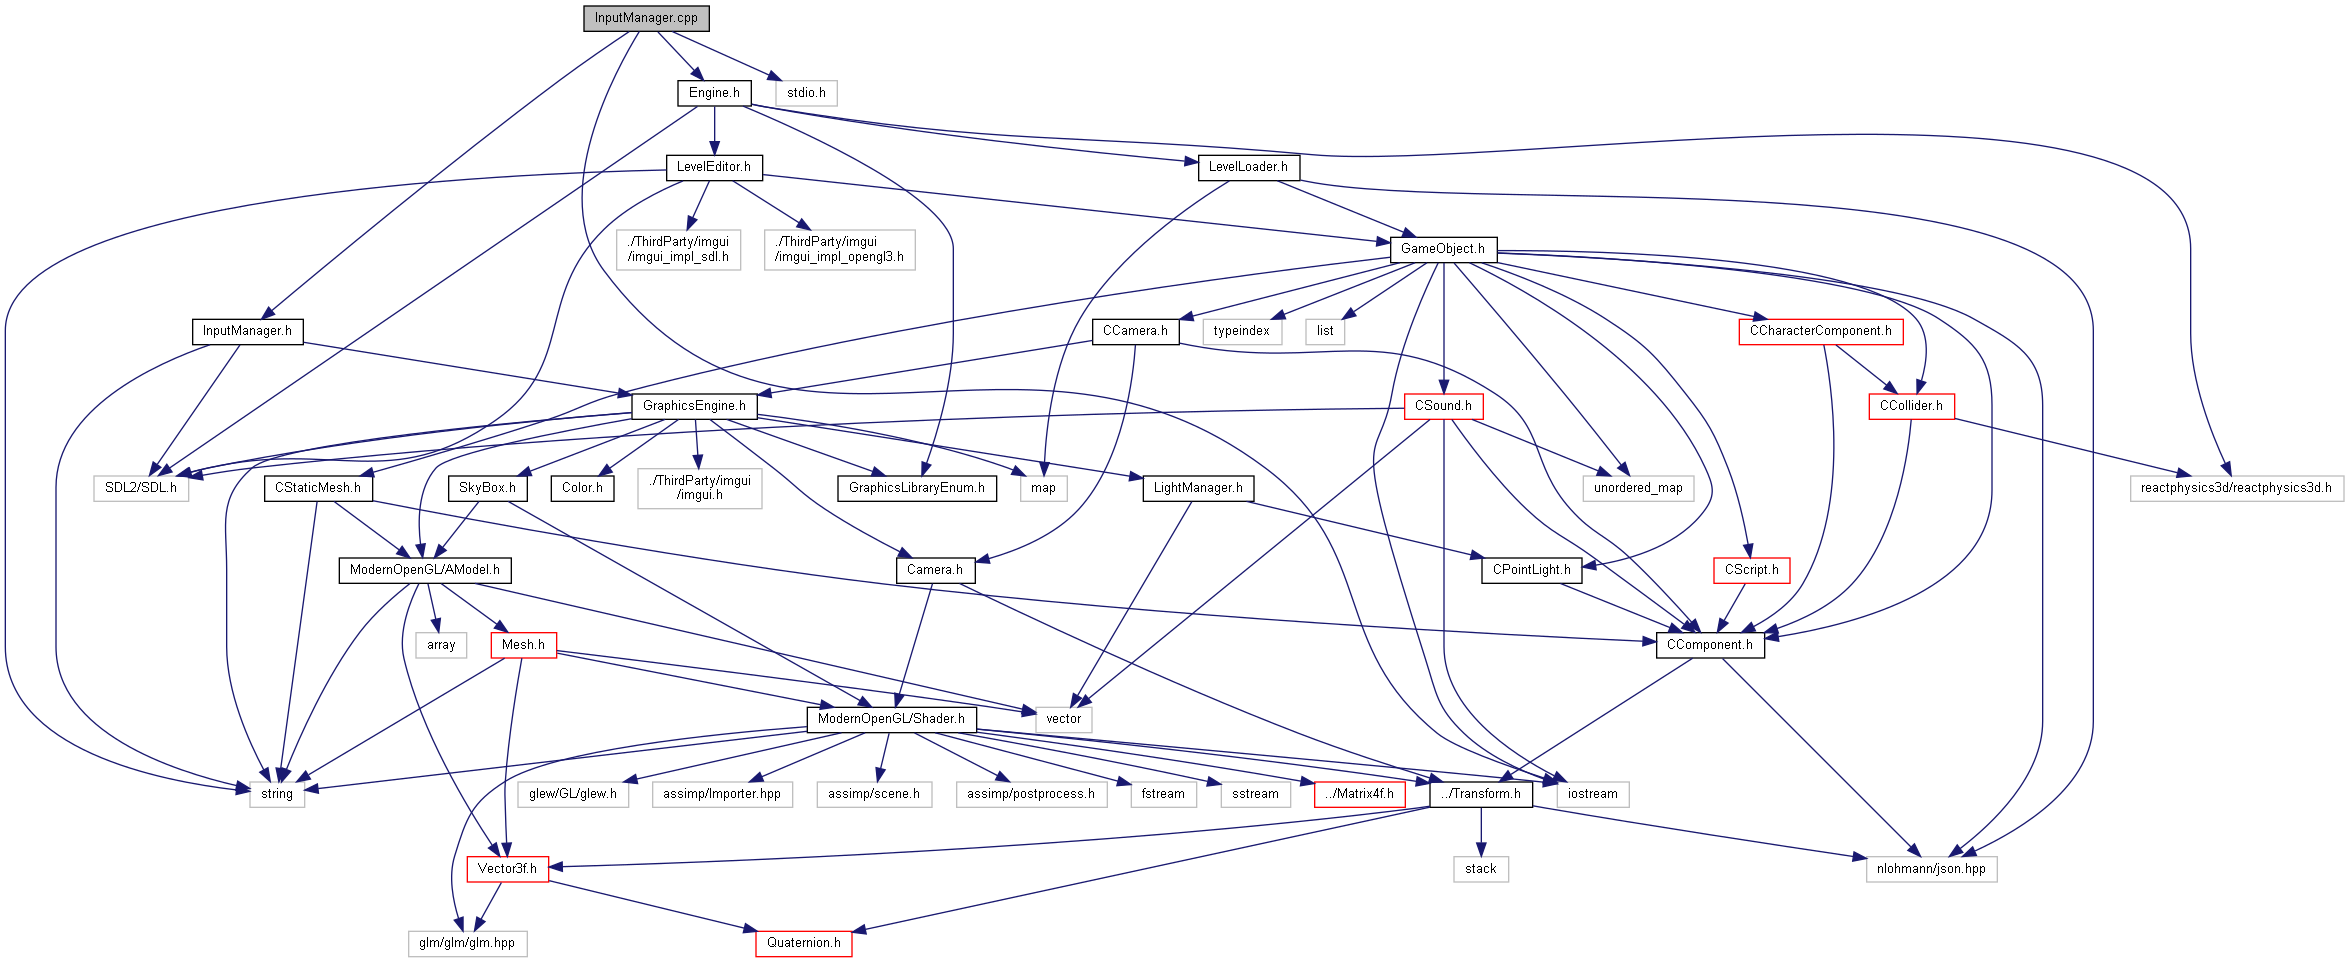 InputManager.cpp
Engine.h
stdio.h
LevelEditor.h
LevelLoader.h
./ThirdParty/imgui
/imgui_impl_sdl.h
./ThirdParty/imgui
/imgui_impl_opengl3.h
GameObject.h
InputManager.h
CCamera.h
typeindex
list
CCharacterComponent.h
GraphicsEngine.h
CSound.h
CCollider.h
SDL2/SDL.h
CStaticMesh.h
SkyBox.h
Color.h
./ThirdParty/imgui
/imgui.h
GraphicsLibraryEnum.h
map
LightManager.h
unordered_map
reactphysics3d/reactphysics3d.h
ModernOpenGL/AModel.h
Camera.h
CPointLight.h
CScript.h
array
Mesh.h
CComponent.h
ModernOpenGL/Shader.h
vector
string
glew/GL/glew.h
assimp/Importer.hpp
assimp/scene.h
assimp/postprocess.h
fstream
sstream
../Matrix4f.h
../Transform.h
iostream
Vector3f.h
stack
nlohmann/json.hpp
glm/glm/glm.hpp
Quaternion.h